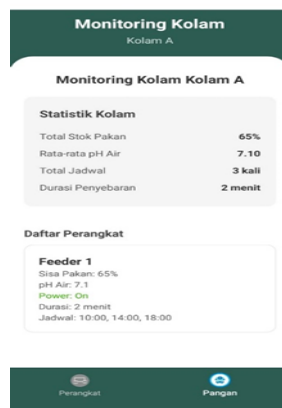 Monitoring Kolam
Kolam A
Monitoring Kolam Kolam A
Statistik Kolam
Total Stok Pakan 65%
Rata-rata pH Air 7.10
Total Jadwal 3 kali
Durasi Penyebaran 2 menit
Daftar Perangkat
Feeder 1
Sisa Pakan: 65%
pH Air: 7.1
Power: On
Durasi: 2 menit
Jadwal: 10:00, 14:00, 18:00
Perangkat Pangan